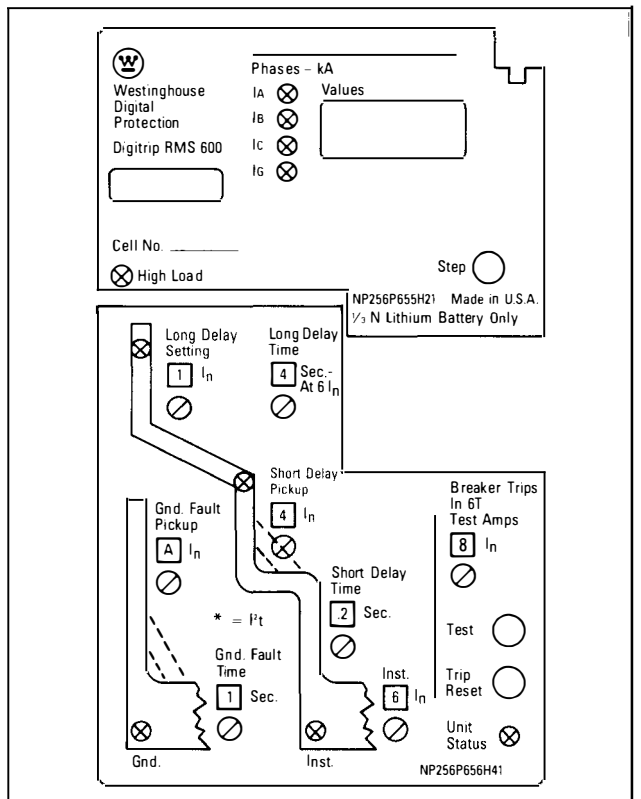 W
Westinghouse
Digital
Protection
Digitrip RMS 600
Phases - kA
IA
IB
IC
IG
Values
Cell No.
High Load
Step
NP256P655H21 Made in U.S.A.
1/3 N Lithium Battery Only
Long Delay
Setting
1 In
Long Delay
Time
4 Sec.-
At 6 In
Short Delay
Pickup
4 In
Gnd. Fault
Pickup
A In
Short Delay
Time
.2 Sec.
* = I²t
Gnd. Fault
Time
1 Sec.
Inst.
6 In
Gnd.
Inst.
Breaker Trips
In 6T
Test Amps
8 In
Test
Trip
Reset
Unit
Status
NP256P656H41